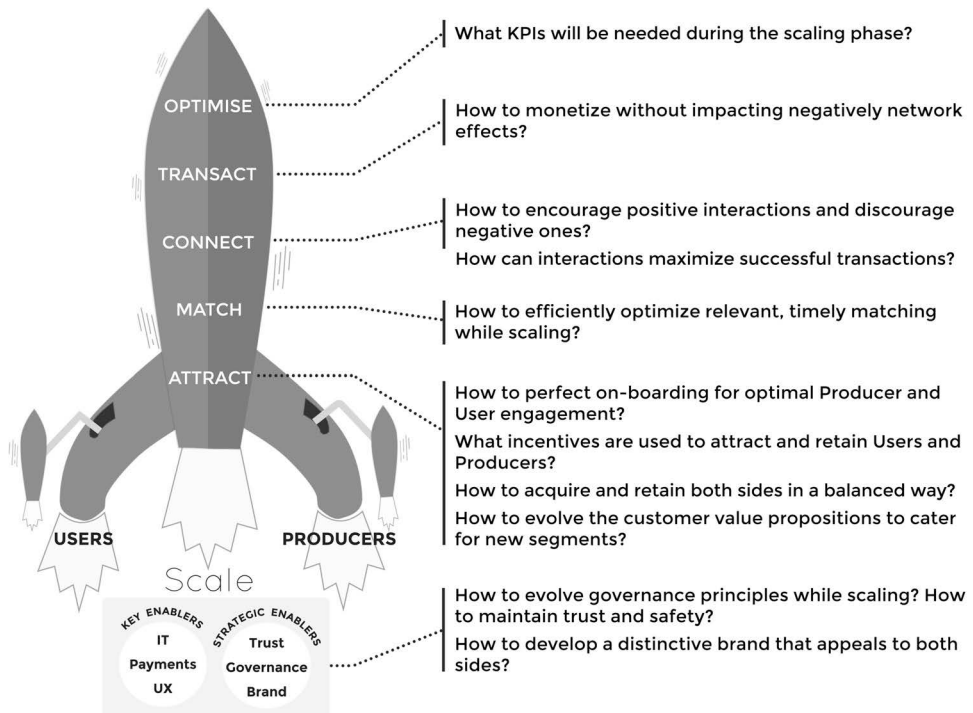 What KPIs will be needed during the scaling phase?
OPTIMISE
How to monetize without impacting negatively network
effects?
TRANSACT
How to encourage positive interactions and discourage
negative ones?
How can interactions maximize successful transactions?
CONNECT
How to efficiently optimize relevant, timely matching
while scaling?
MATCH
ATTRACT
How to perfect on-boarding for optimal Producer and
User engagement?
What incentives are used to attract and retain Users and
Producers?
How to acquire and retain both sides in a balanced way?
How to evolve the customer value propositions to cater
for new segments?
USERS
PRODUCERS
Scale
KEY ENABLERS
IT
Payments
UX
STRATEGIC ENABLERS
Trust
Governance
Brand
How to evolve governance principles while scaling? How
to maintain trust and safety?
How to develop a distinctive brand that appeals to both
sides?